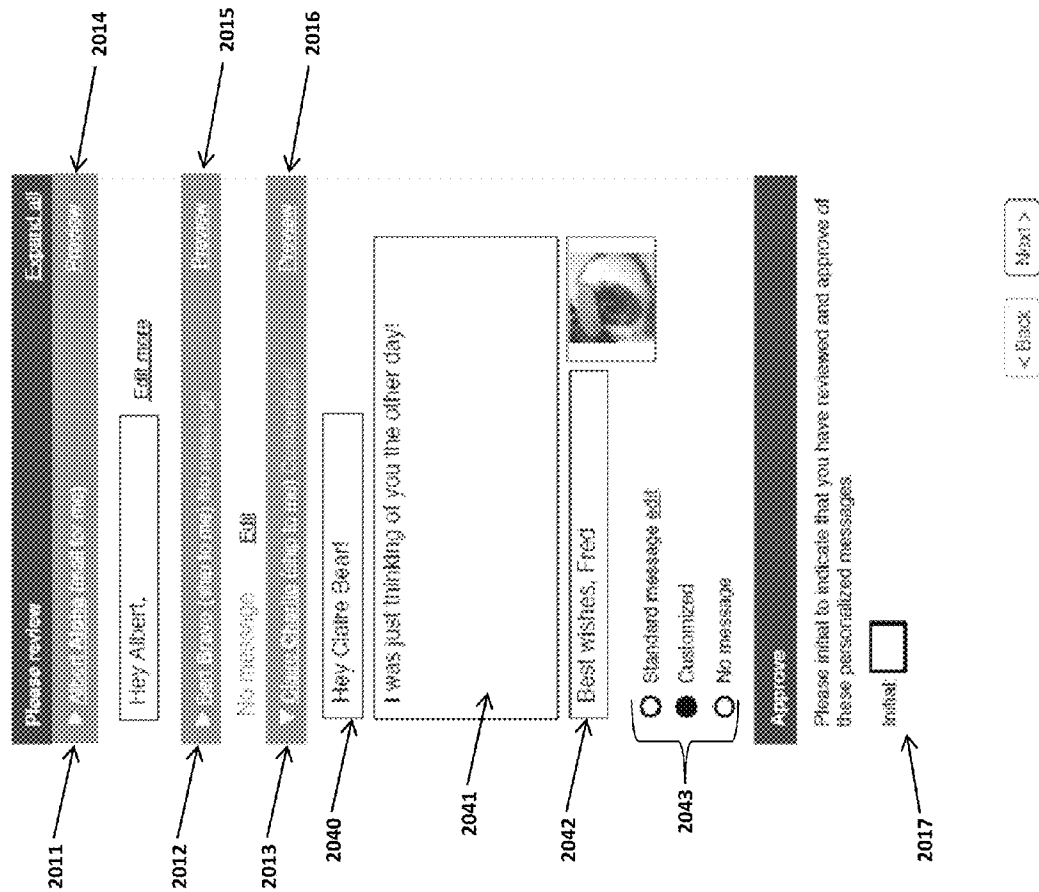 Please review Expand all
2011
2014
Preview
Hey Albert, Edit more
2012
2015
Preview
No message Edit
2013
2016
Preview
2040
Hey Claire Bear!
2041
I was just thinking of you the other day!
2042
Best wishes, Fred
2043
Standard message edit
Customized
No message
Approve
Please initial to indicate that you have reviewed and approve of
these personalized messages.
Initial:
2017
< Back Next >